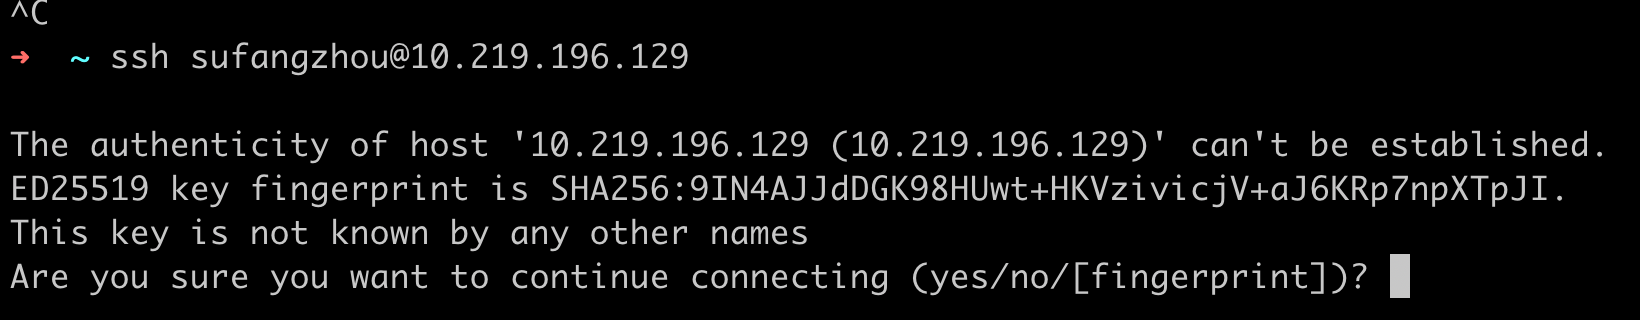 ^C
➜  ~ ssh sufangzhou@10.219.196.129
The authenticity of host '10.219.196.129 (10.219.196.129)' can't be established.
ED25519 key fingerprint is SHA256:9IN4AJJdDGK98HUwt+HKVzivicjV+aJ6KRp7npXTpJI.
This key is not known by any other names
Are you sure you want to continue connecting (yes/no/[fingerprint])?